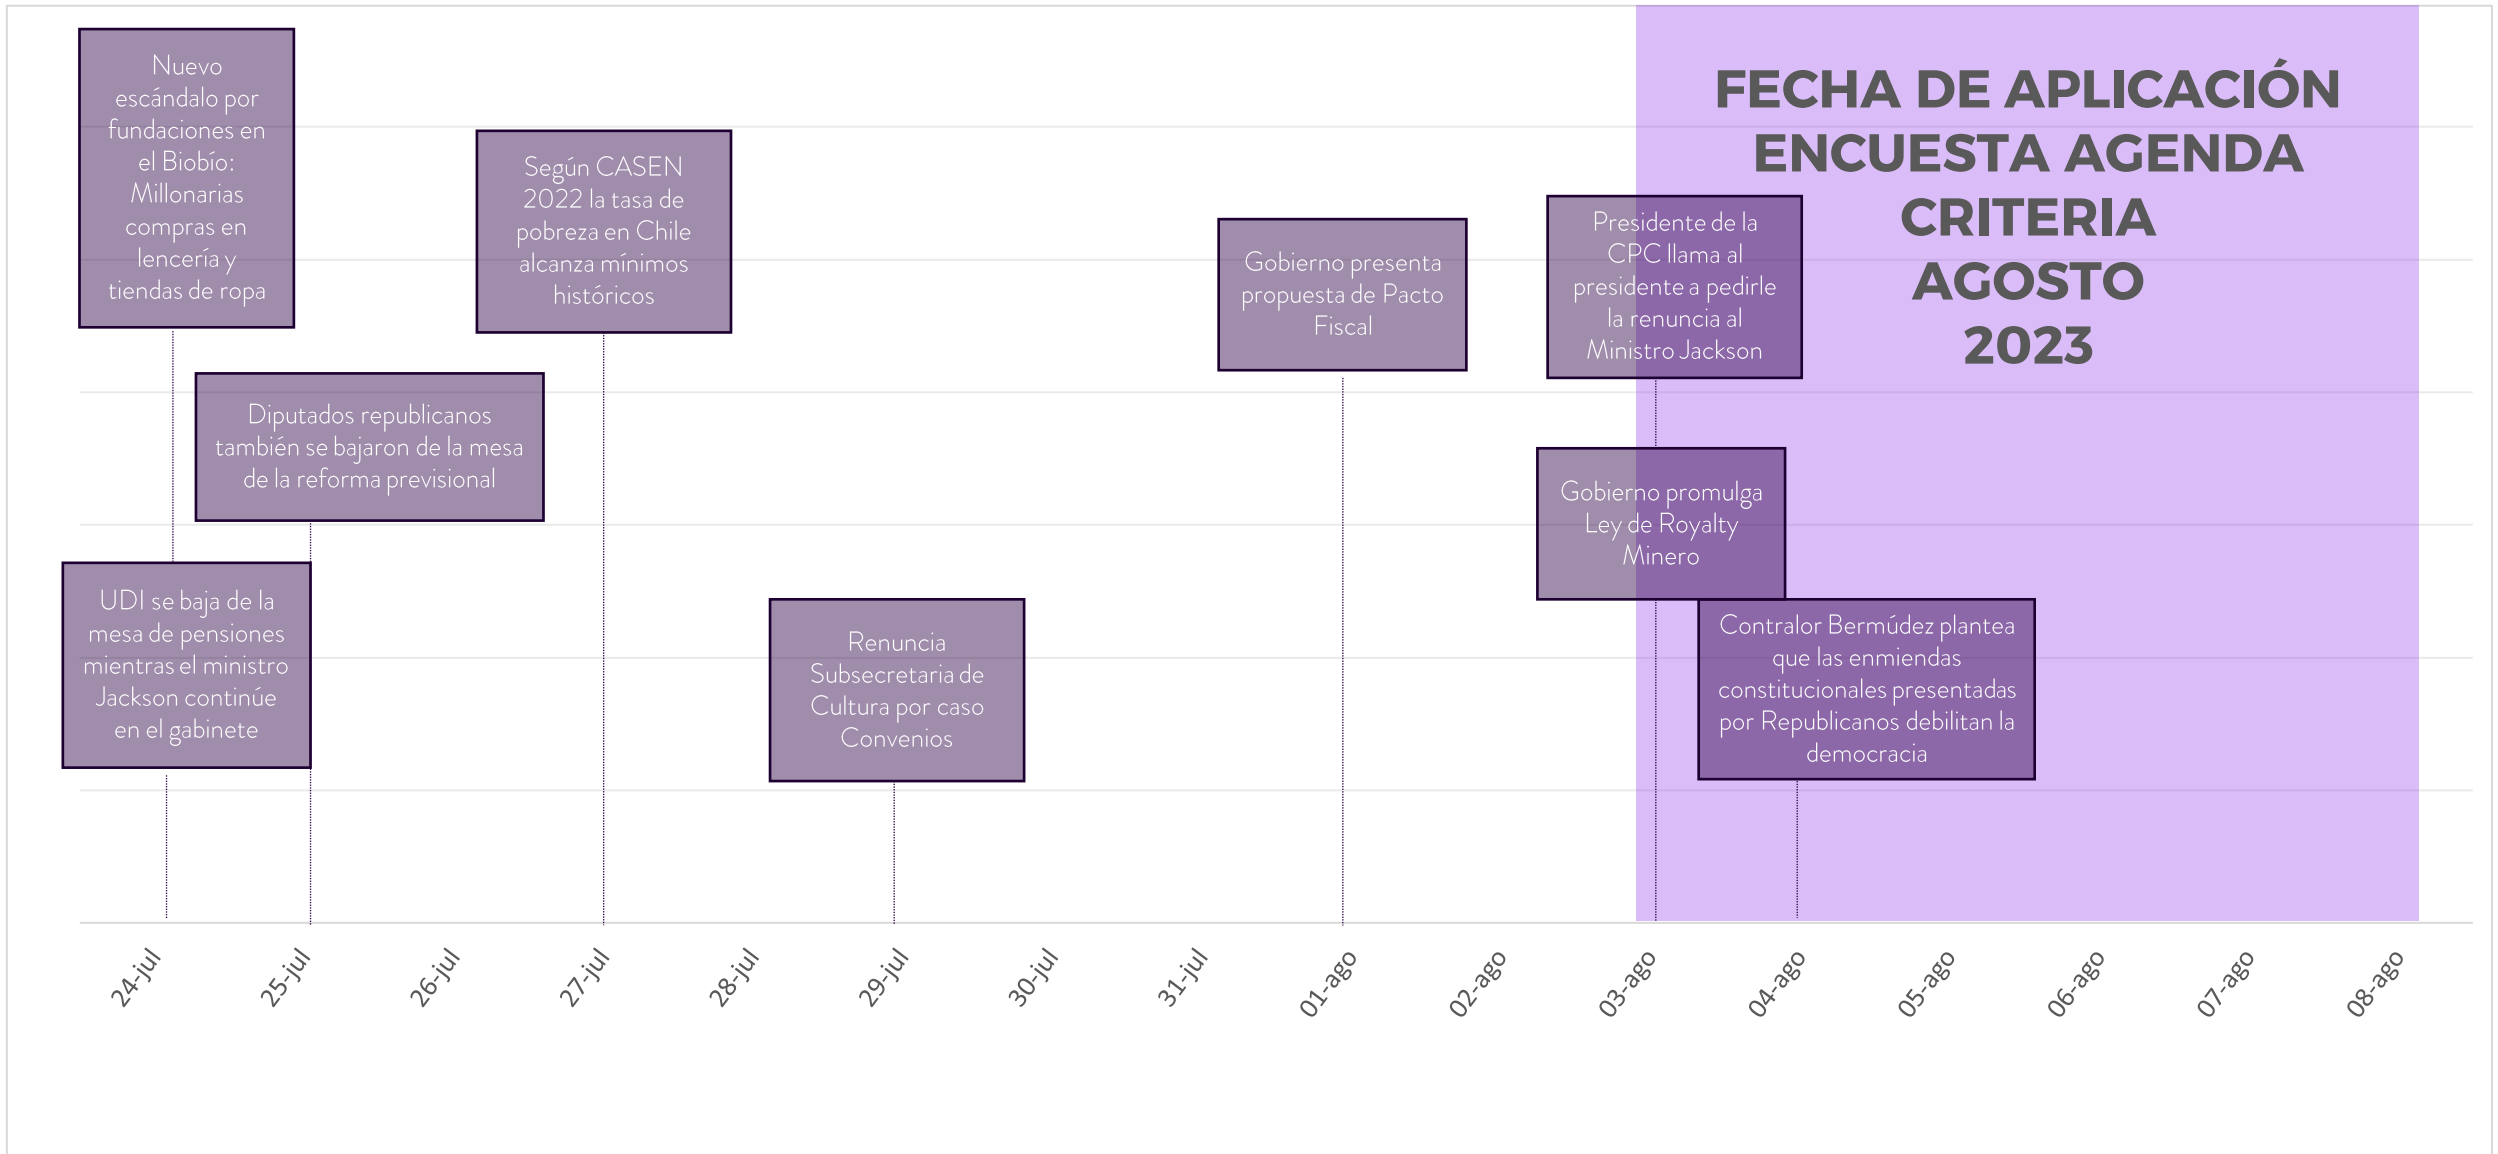 Nuevo
escándalo por
fundaciones en
el Biobío:
Millonarias
compras en
lencería y
tiendas de ropa
Diputados republicanos
también se bajaron de la mesa
de la reforma previsional
UDI se baja de la
mesa de pensiones
mientras el ministro
Jackson continúe
en el gabinete
Según CASEN
2022 la tasa de
pobreza en Chile
alcanza mínimos
históricos
Renuncia
Subsecretaria de
Cultura por caso
Convenios
Gobierno presenta
propuesta de Pacto
Fiscal
Presidente de la
CPC llama al
presidente a pedirle
la renuncia al
Ministro Jackson
Gobierno promulga
Ley de Royalty
Minero
Contralor Bermúdez plantea
que las enmiendas
constitucionales presentadas
por Republicanos debilitan la
democracia
FECHA DE APLICACIÓN
ENCUESTA AGENDA
CRITERIA
AGOSTO
2023
24-jul
25-jul
26-jul
27-jul
28-jul
29-jul
30-jul
31-jul
01-ago
02-ago
03-ago
04-ago
05-ago
06-ago
07-ago
08-ago